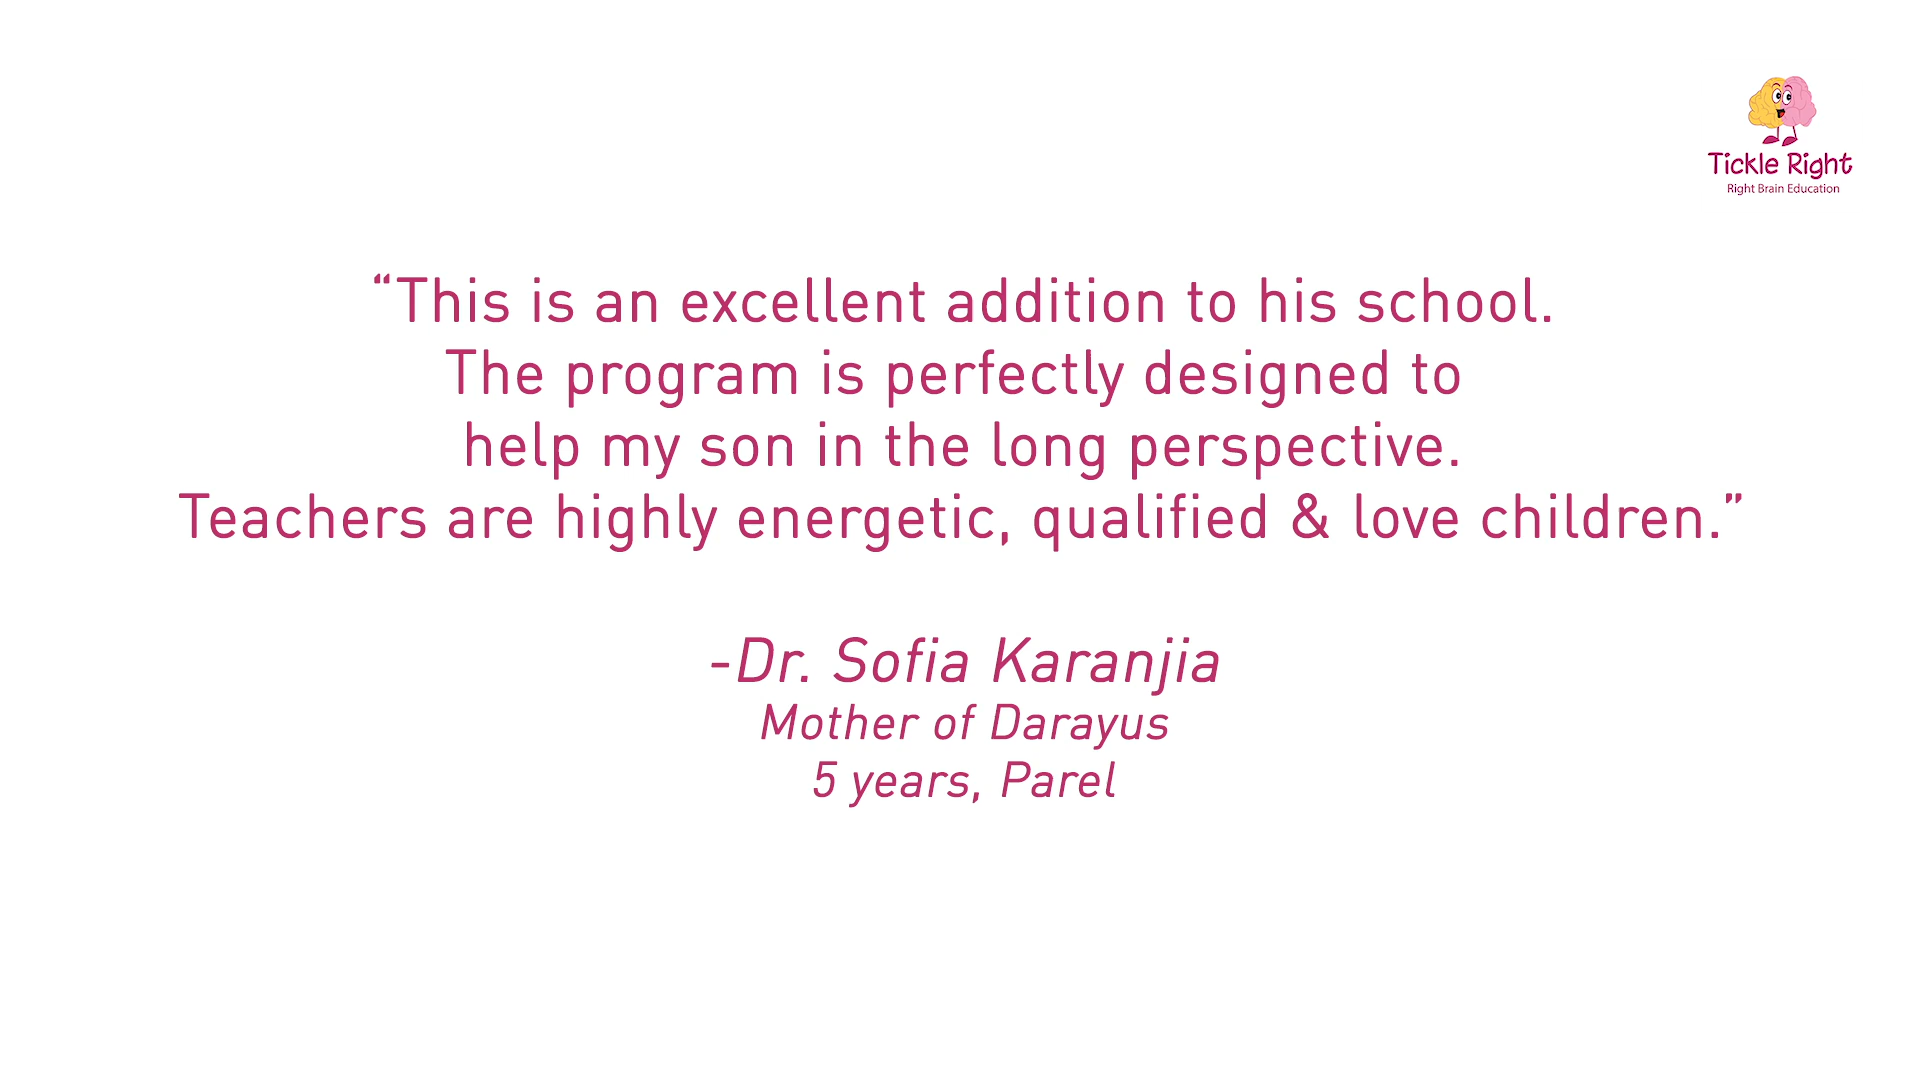 Tickle Right
Right Brain Education
“This is an excellent addition to his school.
The program is perfectly designed to
help my son in the long perspective.
Teachers are highly energetic, qualified & love children.”
-Dr. Sofia Karanjia
Mother of Darayus
5 years, Parel